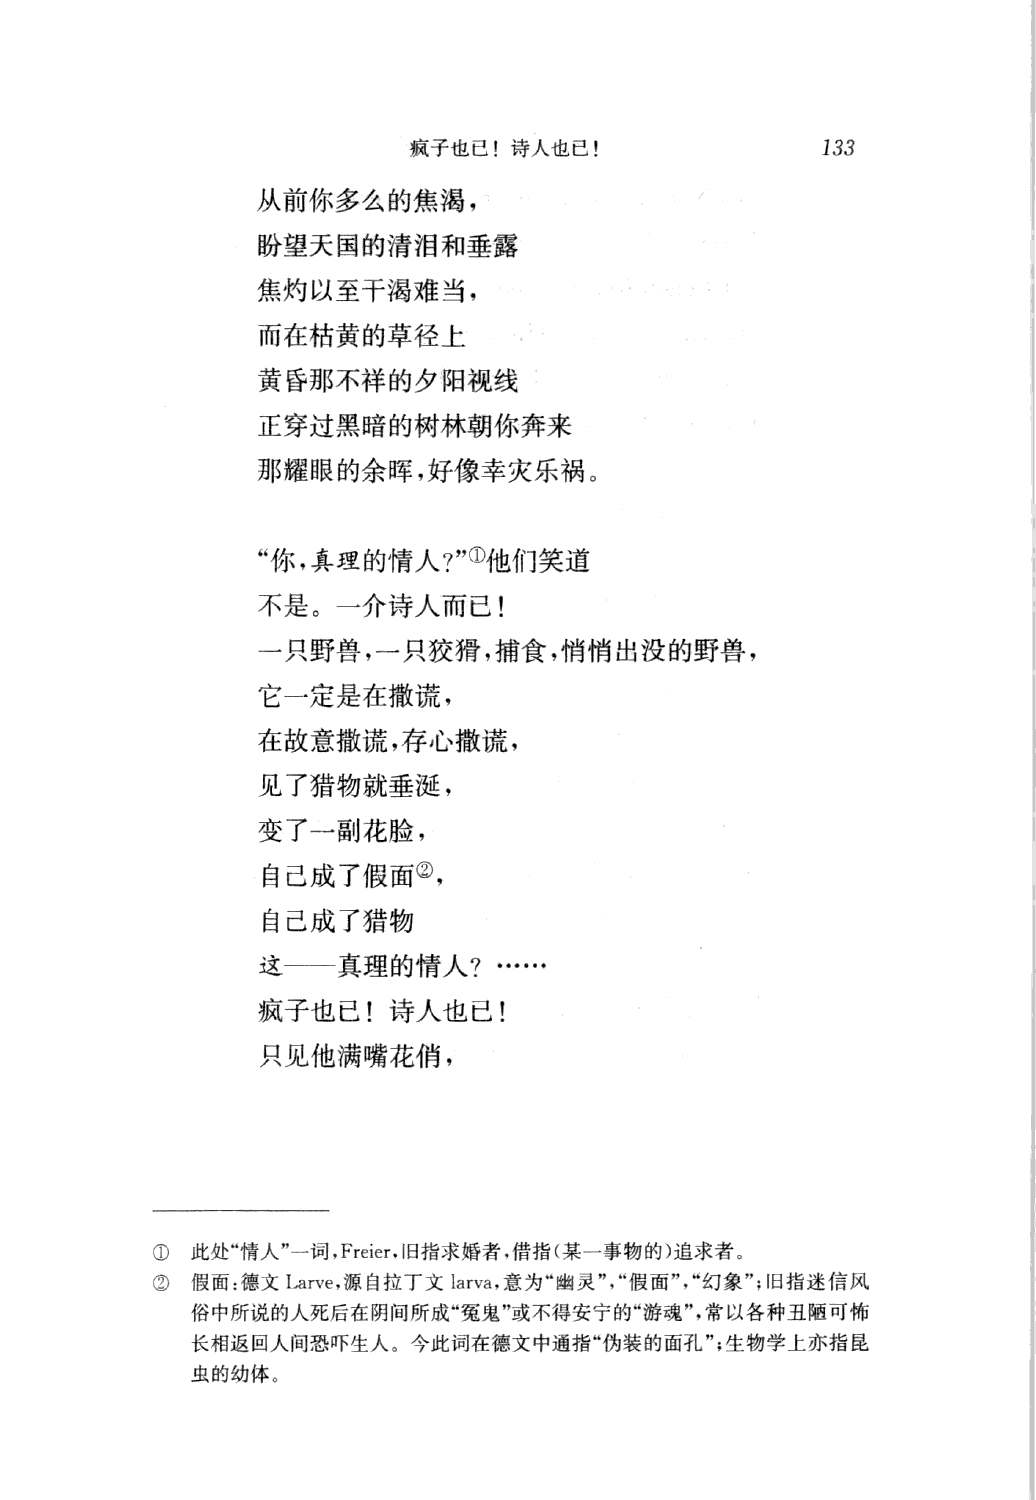 疯子也已！诗人也已！ 133
从前你多么的焦渴，
盼望天国的清泪和垂露
焦灼以至干渴难当，
而在枯黄的草径上
黄昏那不祥的夕阳视线
正穿过黑暗的树林朝你奔来
那耀眼的余晖，好像幸灾乐祸。
“你，真理的情人？”①他们笑道
不是。一介诗人而已！
一只野兽，一只狡猾，捕食，悄悄出没的野兽，
它一定是在撒谎，
在故意撒谎，存心撒谎，
见了猎物就垂涎，
变了一副花脸，
自己成了假面②，
自己成了猎物
这——真理的情人？……
疯子也已！诗人也已！
只见他满嘴花俏，
① 此处“情人”一词，Freier，旧指求婚者，借指（某一事物的）追求者。
② 假面：德文 Larve，源自拉丁文 larva，意为“幽灵”，“假面”，“幻象”；旧指迷信风
俗中所说的人死后在阴间所成“冤鬼”或不得安宁的“游魂”，常以各种丑陋可怖
长相返回人间恐吓生人。今此词在德文中通指“伪装的面孔”；生物学上亦指昆
虫的幼体。